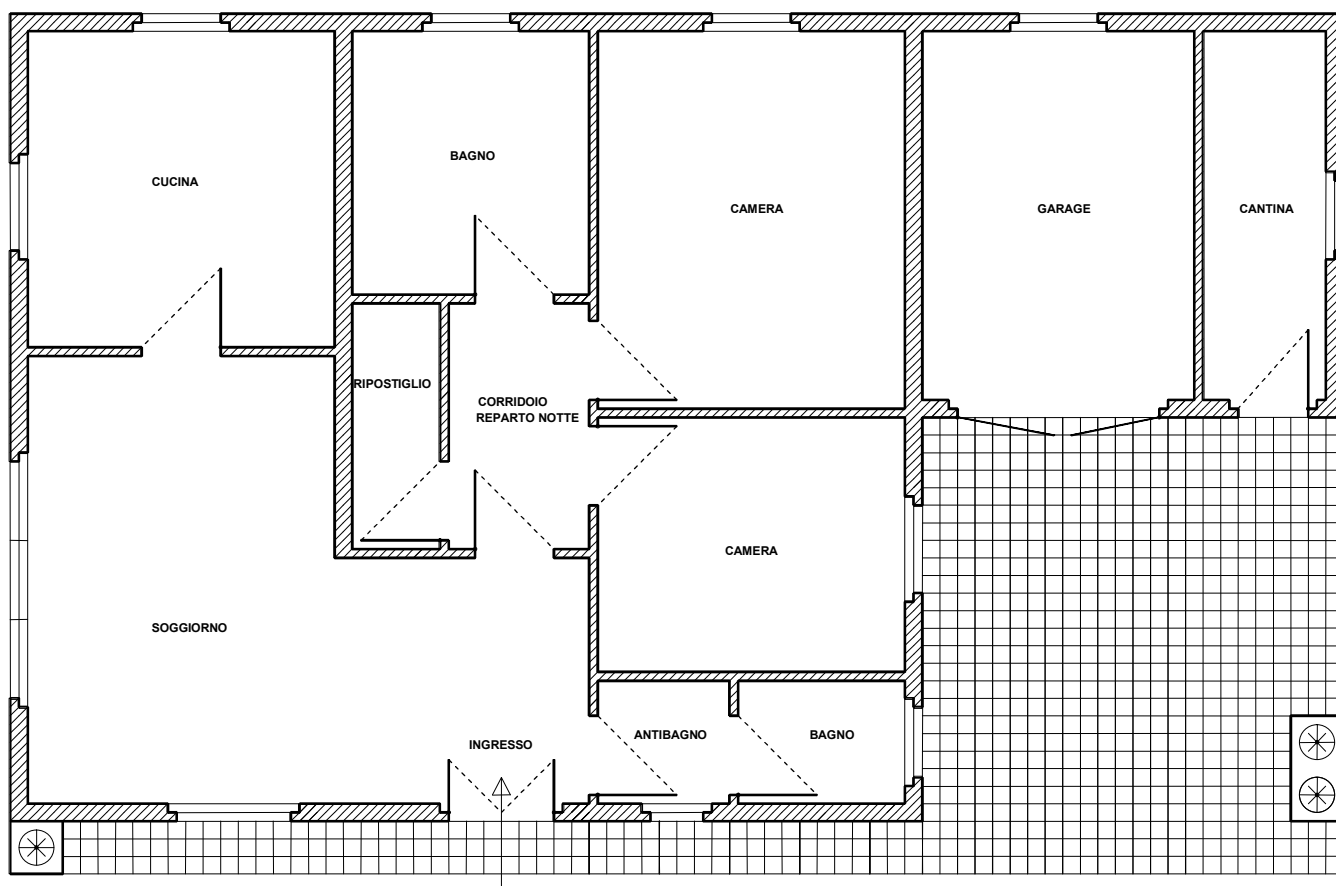 BAGNO
CUCINA
CAMERA
GARAGE
CANTINA
RIPOSTIGLIO
CORRIDOIO
REPARTO NOTTE
CAMERA
SOGGIORNO
INGRESSO
ANTIBAGNO
BAGNO